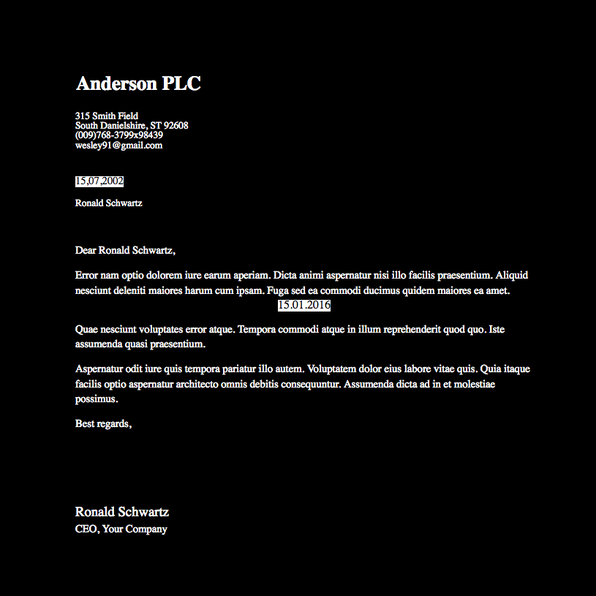 Anderson PLC
315 Smith Field
South Danielshire, ST 92608
(009)768-3799x98439
wesley91@gmail.com
15,07,2002
Ronald Schwartz
Dear Ronald Schwartz,
Error nam optio dolorem iure earum aperiam. Dicta animi aspernatur nisi illo facilis praesentium. Aliquid
nesciunt deleniti maiores harum cum ipsam. Fuga sed ea commodi ducimus quidem maiores ea amet.
15.01.2016
Quae nesciunt voluptates error atque. Tempora commodi atque in illum reprehenderit quod quo. Iste
assumenda quasi praesentium.
Aspernatur odit iure quis tempora pariatur illo autem. Voluptatem dolor eius labore vitae quis. Quia itaque
facilis optio aspernatur architecto omnis debitis consequuntur. Assumenda dicta ad in et molestiae
possimus.
Best regards,
Ronald Schwartz
CEO, Your Company